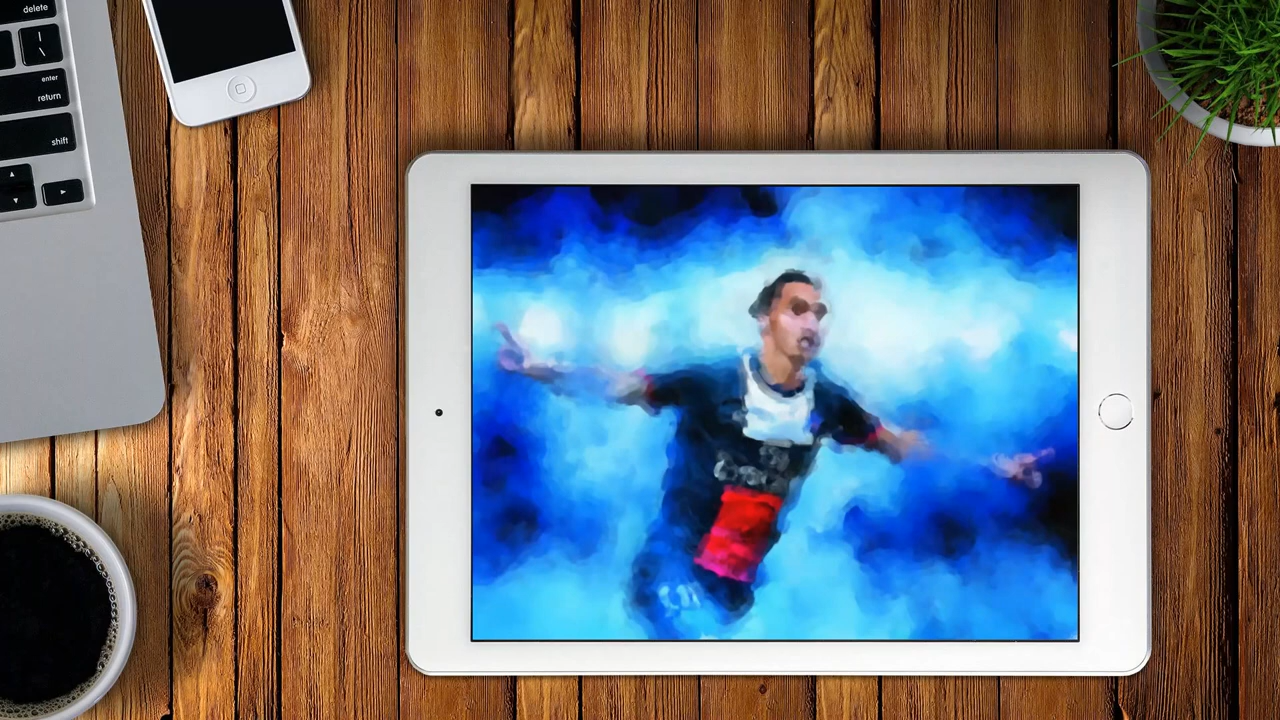 delete
|
\
enter
return
shift